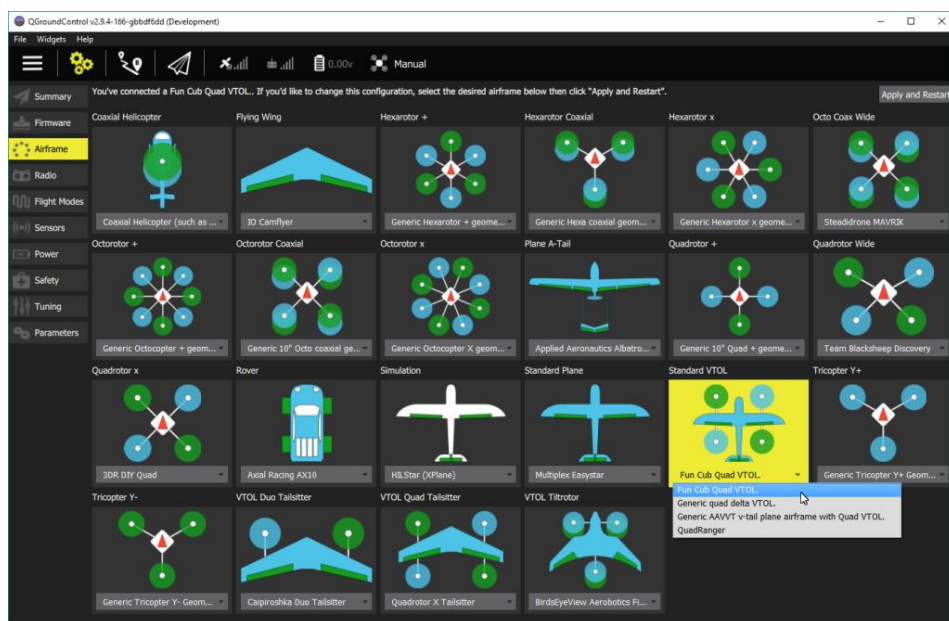 QGroundControl v2.9.4-166-gbbdf6dd (Development)
File Widgets Help
0.00v
Manual
Summary
Firmware
Airframe
Radio
Flight Modes
Sensors
Power
Safety
Tuning
Parameters
You've connected a Fun Cub Quad VTOL.. If you'd like to change this configuration, select the desired airframe below then click "Apply and Restart".
Apply and Restart
Coaxial Helicopter
Flying Wing
Hexarotor +
Hexarotor Coaxial
Hexarotor x
Octo Coax Wide
Coaxial Helicopter (such as ...
IO Camflyer
Generic Hexarotor + geome...
Generic Hexa coaxial geom...
Generic Hexarotor x geome...
Steadidrone MAVRIK
Octorotor +
Octorotor Coaxial
Octorotor x
Plane A-Tail
Quadrotor +
Quadrotor Wide
Generic Octocopter + geom...
Generic 10" Octo coaxial ge...
Generic Octocopter X geom...
Applied Aeronautics Albatro...
Generic 10" Quad + geome...
Team Blacksheep Discovery
Quadrotor x
Rover
Simulation
Standard Plane
Standard VTOL
Tricopter Y+
3DR DIY Quad
Axial Racing AX10
HILStar (XPlane)
Multiplex Easystar
Fun Cub Quad VTOL.
Generic Tricopter Y+ Geom...
Fun Cub Quad VTOL.
Generic quad delta VTOL.
Generic AAVVT v-tail plane airframe with Quad VTOL.
QuadRanger
Tricopter Y-
VTOL Duo Tailsitter
VTOL Quad Tailsitter
VTOL Tiltrotor
Generic Tricopter Y- Geom...
Caipiroshka Duo Tailsitter
Quadrotor X Tailsitter
BirdsEyeView Aerobotics Fi...